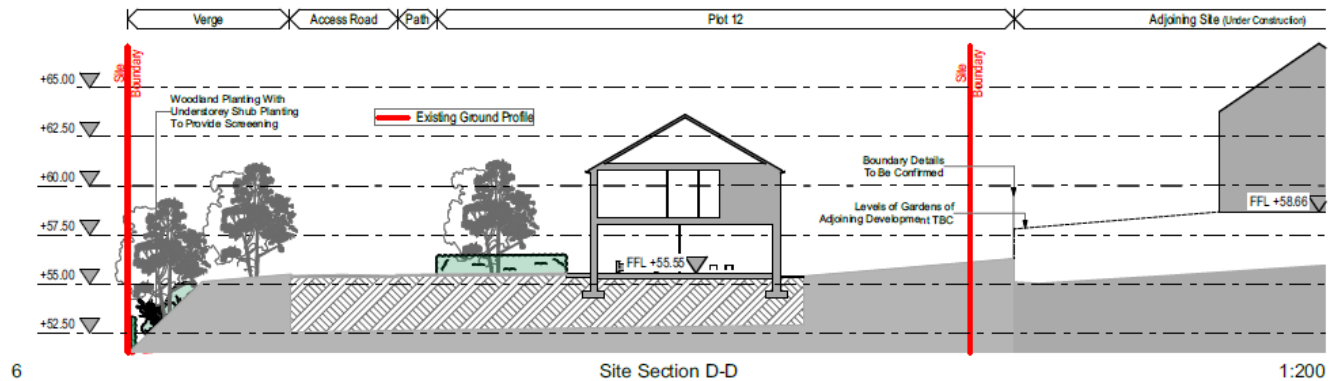 Verge
Access Road
Path
Plot 12
Adjoining Site (Under Construction)
+65.00
Site
Boundary
Site
Boundary
Woodland Planting With
Understorey Shub Planting
To Provide Screeening
Existing Ground Profile
+62.50
+60.00
Boundary Details
To Be Confirmed
FFL +58.66
Levels of Gardens of
Adjoining Development TBC
+57.50
FFL +55.55
+55.00
+52.50
6
Site Section D-D
1:200